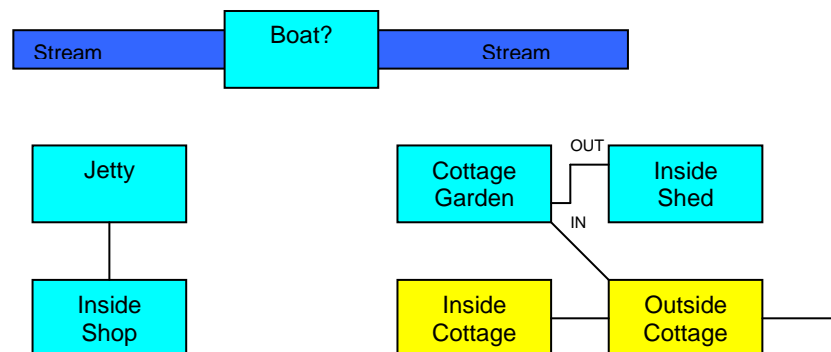 Boat?
Stream
Stream
Jetty
Cottage
Garden
OUT
IN
Inside
Shed
Inside
Shop
Inside
Cottage
Outside
Cottage